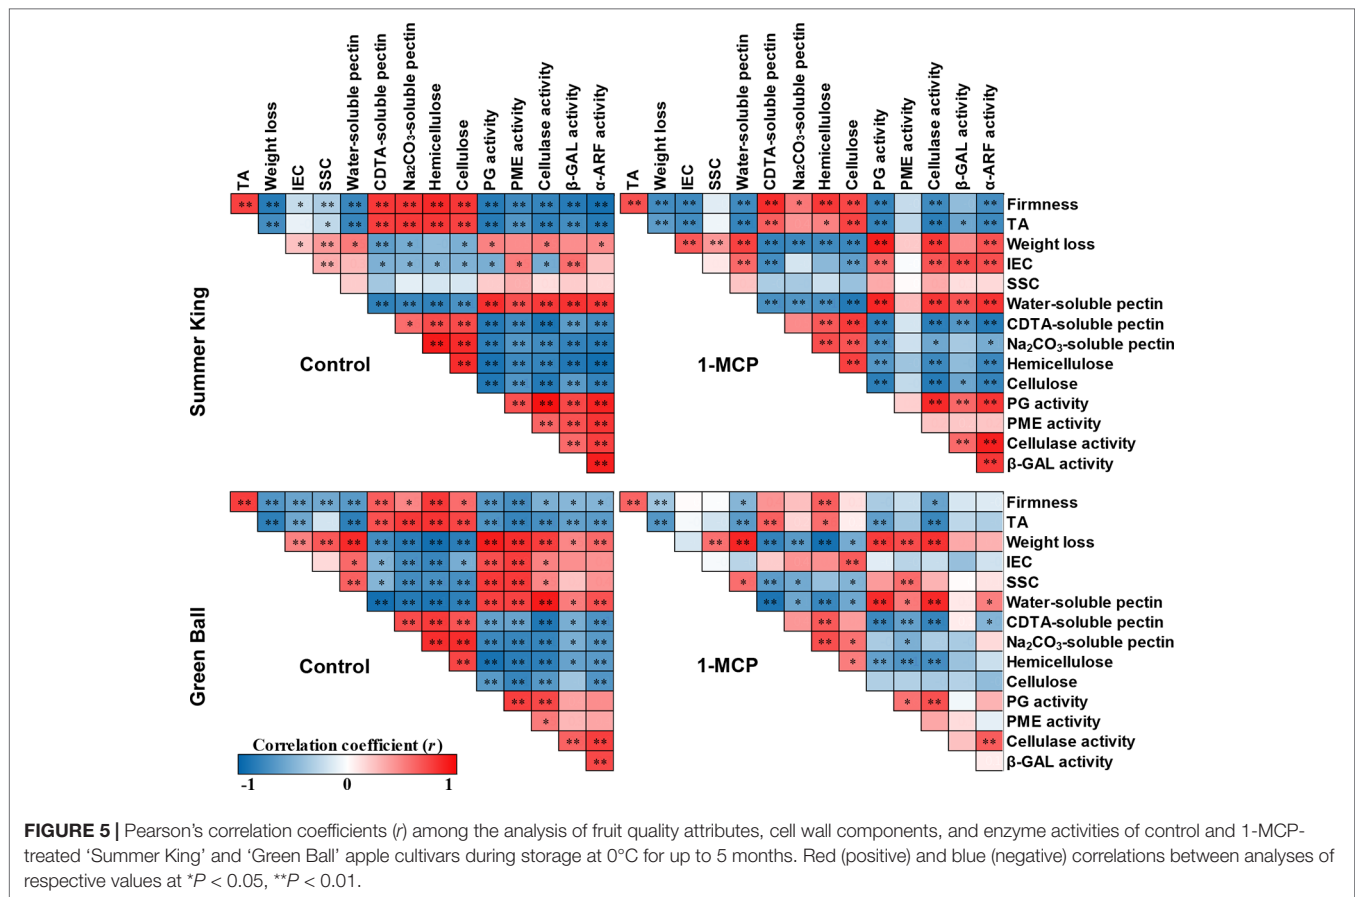 TA
Weight loss
IEC
SSC
Water-soluble pectin
CDTA-soluble pectin
Na2CO3-soluble pectin
Hemicellulose
Cellulose
PG activity
PME activity
Cellulase activity
β-GAL activity
α-ARF activity
TA
Weight loss
IEC
SSC
Water-soluble pectin
CDTA-soluble pectin
Na2CO3-soluble pectin
Hemicellulose
Cellulose
PG activity
PME activity
Cellulase activity
β-GAL activity
α-ARF activity
Summer King
Control
1-MCP
Firmness
TA
Weight loss
IEC
SSC
Water-soluble pectin
CDTA-soluble pectin
Na₂CO₃-soluble pectin
Hemicellulose
Cellulose
PG activity
PME activity
Cellulase activity
β-GAL activity
Green Ball
Control
1-MCP
Firmness
TA
Weight loss
IEC
SSC
Water-soluble pectin
CDTA-soluble pectin
Na₂CO₃-soluble pectin
Hemicellulose
Cellulose
PG activity
PME activity
Cellulase activity
β-GAL activity
Correlation coefficient (r)
-1 0 1
FIGURE 5 | Pearson's correlation coefficients (r) among the analysis of fruit quality attributes, cell wall components, and enzyme activities of control and 1-MCP-
treated 'Summer King' and 'Green Ball' apple cultivars during storage at 0°C for up to 5 months. Red (positive) and blue (negative) correlations between analyses of
respective values at *P < 0.05, **P < 0.01.